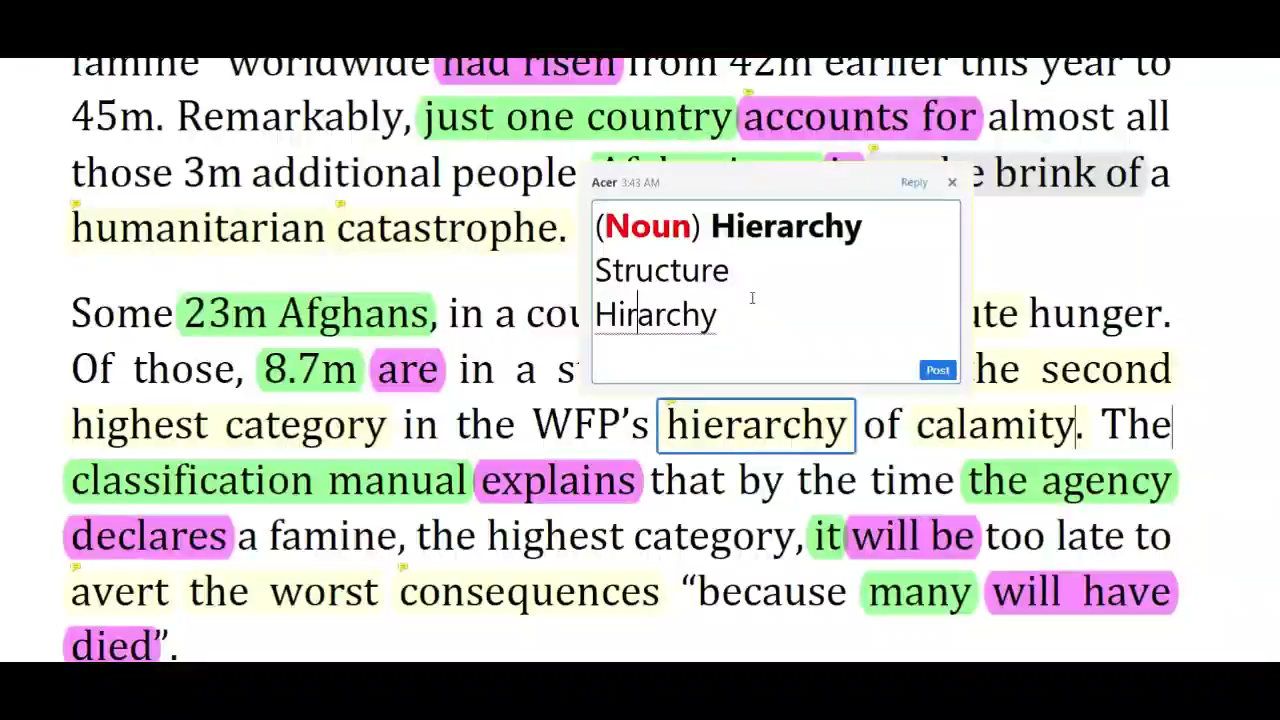 famine" worldwide had risen from 42m earlier this year to
45m. Remarkably, just one country accounts for almost all
those 3m additional people brink of a
Acer 3:43 AM Reply
(Noun) Hierarchy
humanitarian catastrophe.
Structure
Some 23m Afghans, in a hunger.
Hirarchy
Of those, 8.7m are in a the second
Post
highest category in the WFP's hierarchy of calamity. The
classification manual explains that by the time the agency
declares a famine, the highest category, it will be too late to
avert the worst consequences "because many will have
died".